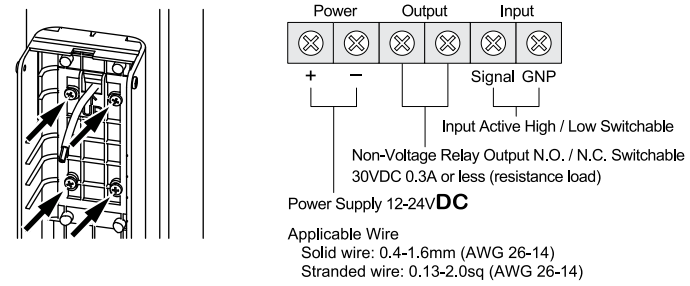 Power Output Input
+ − Signal GNP
Input Active High / Low Switchable
Non-Voltage Relay Output N.O. / N.C. Switchable
30VDC 0.3A or less (resistance load)
Power Supply 12-24VDC
Applicable Wire
Solid wire: 0.4-1.6mm (AWG 26-14)
Stranded wire: 0.13-2.0sq (AWG 26-14)